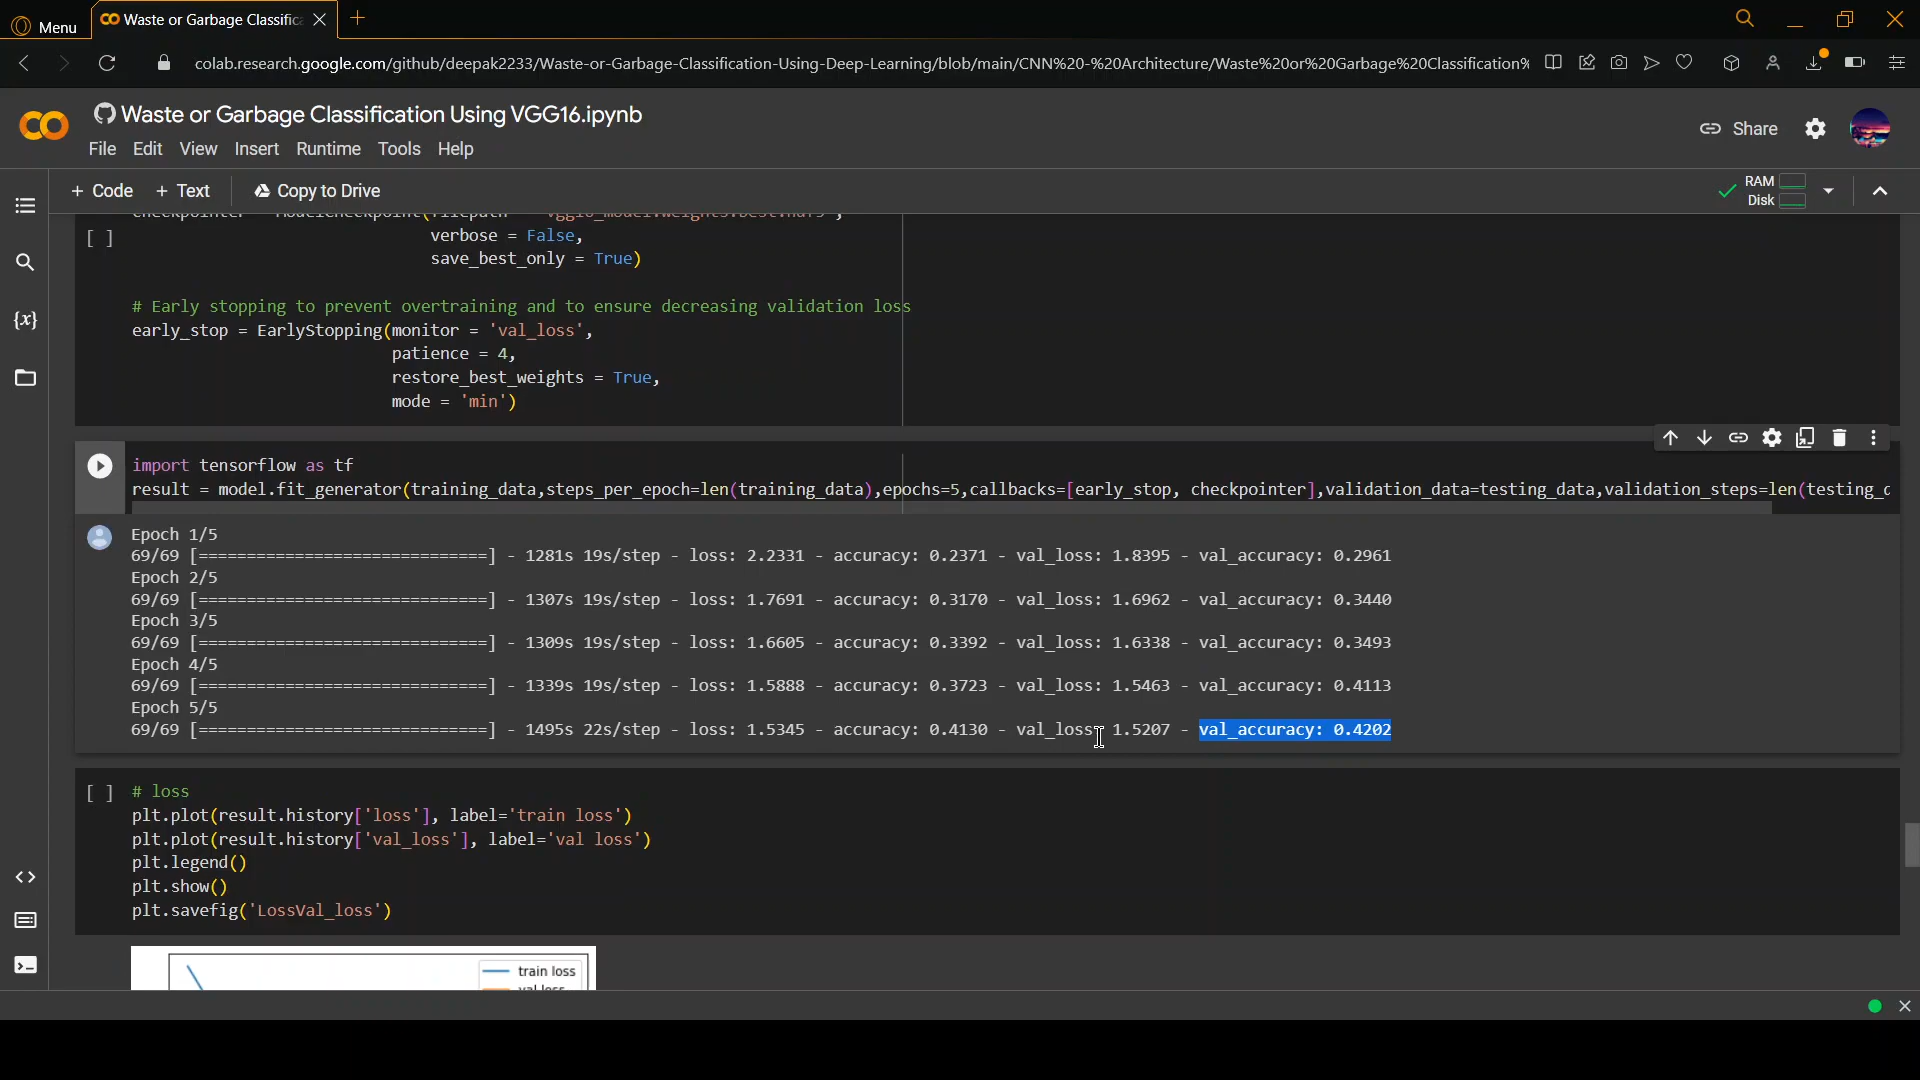 Menu
Waste or Garbage Classific
colab.research.google.com/github/deepak2233/Waste-or-Garbage-Classification-Using-Deep-Learning/blob/main/CNN%20-%20Architecture/Waste%20or%20Garbage%20Classification%
Waste or Garbage Classification Using VGG16.ipynb
File Edit View Insert Runtime Tools Help
Share
+ Code + Text Copy to Drive
RAM
Disk
[ ]
verbose = False,
save_best_only = True)
# Early stopping to prevent overtraining and to ensure decreasing validation loss
early_stop = EarlyStopping(monitor = 'val_loss',
patience = 4,
restore_best_weights = True,
mode = 'min')
import tensorflow as tf
result = model.fit_generator(training_data,steps_per_epoch=len(training_data),epochs=5,callbacks=[early_stop, checkpointer],validation_data=testing_data,validation_steps=len(testing_d
Epoch 1/5
69/69 [==============================] - 1281s 19s/step - loss: 2.2331 - accuracy: 0.2371 - val_loss: 1.8395 - val_accuracy: 0.2961
Epoch 2/5
69/69 [==============================] - 1307s 19s/step - loss: 1.7691 - accuracy: 0.3170 - val_loss: 1.6962 - val_accuracy: 0.3440
Epoch 3/5
69/69 [==============================] - 1309s 19s/step - loss: 1.6605 - accuracy: 0.3392 - val_loss: 1.6338 - val_accuracy: 0.3493
Epoch 4/5
69/69 [==============================] - 1339s 19s/step - loss: 1.5888 - accuracy: 0.3723 - val_loss: 1.5463 - val_accuracy: 0.4113
Epoch 5/5
69/69 [==============================] - 1495s 22s/step - loss: 1.5345 - accuracy: 0.4130 - val_loss: 1.5207 - val_accuracy: 0.4202
[ ] # loss
plt.plot(result.history['loss'], label='train loss')
plt.plot(result.history['val_loss'], label='val loss')
plt.legend()
plt.show()
plt.savefig('LossVal_loss')
train loss